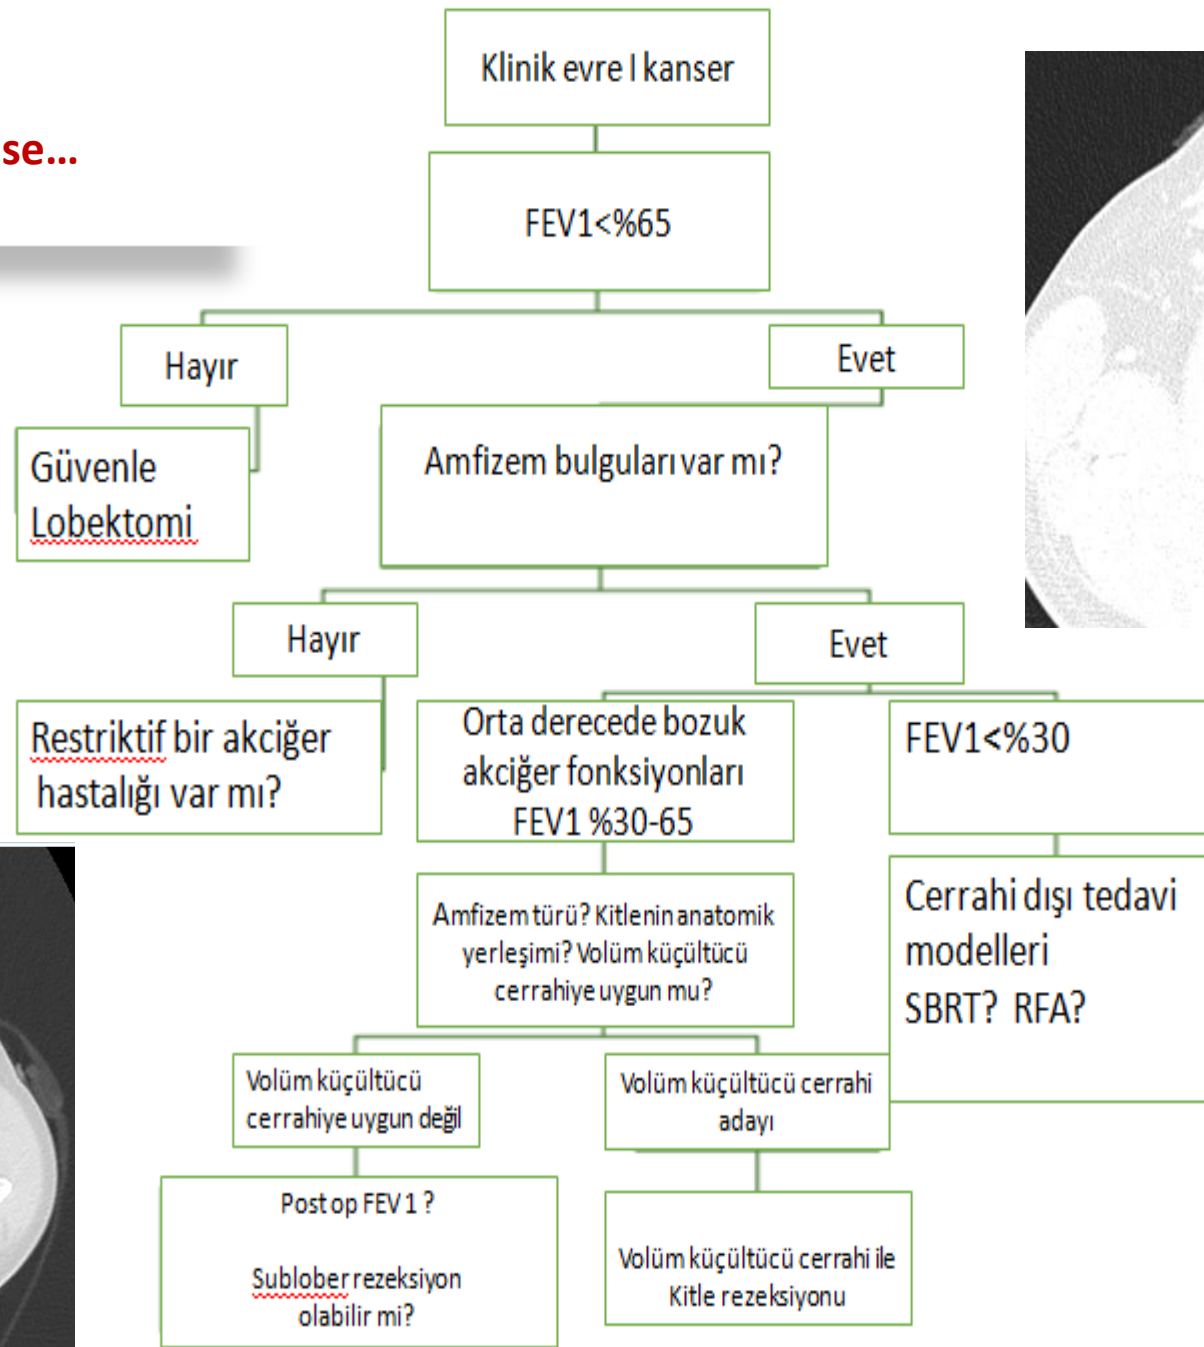 se...
Klinik evre I kanser
FEV1<%65
Hayır
Evet
Güvenle
Lobektomi
Amfizem bulguları var mı?
Hayır
Evet
Restriktif bir akciğer
hastalığı var mı?
Orta derecede bozuk
akciğer fonksiyonları
FEV1 %30-65
FEV1<%30
Amfizem türü? Kitlenin anatomik
yerleşimi? Volüm küçültücü
cerrahiye uygun mu?
Cerrahi dışı tedavi
modelleri
SBRT? RFA?
Volüm küçültücü
cerrahiye uygun değil
Volüm küçültücü cerrahi
adayı
Post op FEV 1 ?
Sublober rezeksiyon
olabilir mi?
Volüm küçültücü cerrahi ile
Kitle rezeksiyonu